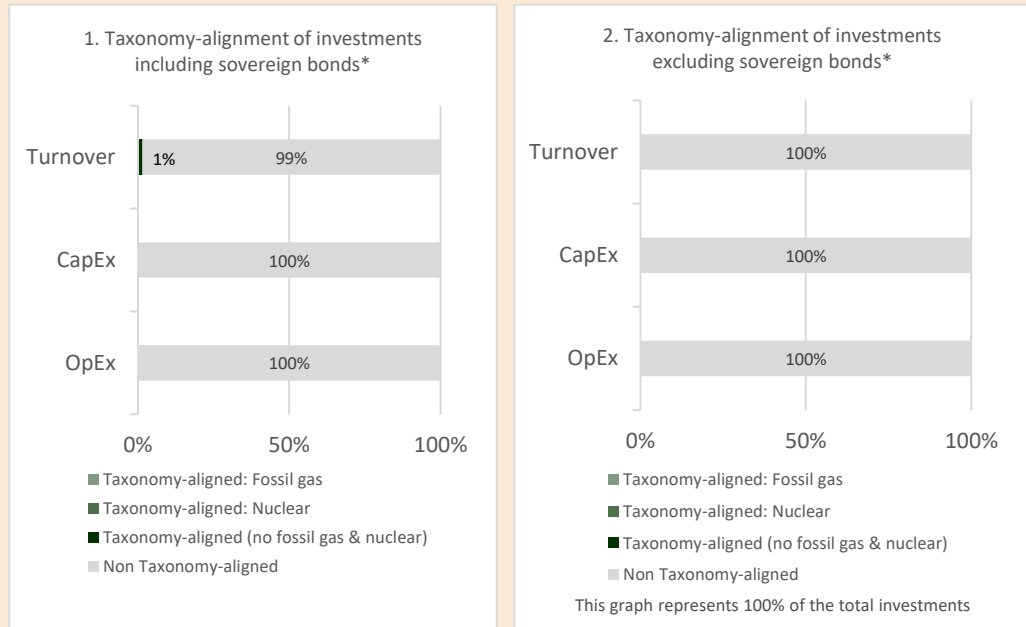 1. Taxonomy-alignment of investments
including sovereign bonds*
Turnover
1%
99%
CapEx
100%
OpEx
100%
0%
50%
100%
Taxonomy-aligned: Fossil gas
Taxonomy-aligned: Nuclear
Taxonomy-aligned (no fossil gas & nuclear)
Non Taxonomy-aligned
2. Taxonomy-alignment of investments
excluding sovereign bonds*
Turnover
100%
CapEx
100%
OpEx
100%
0%
50%
100%
Taxonomy-aligned: Fossil gas
Taxonomy-aligned: Nuclear
Taxonomy-aligned (no fossil gas & nuclear)
Non Taxonomy-aligned
This graph represents 100% of the total investments